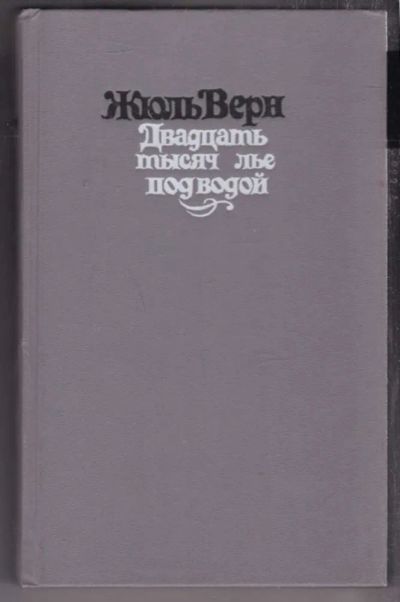 Жюль Верн
Двадцать
тысяч лье
под водой